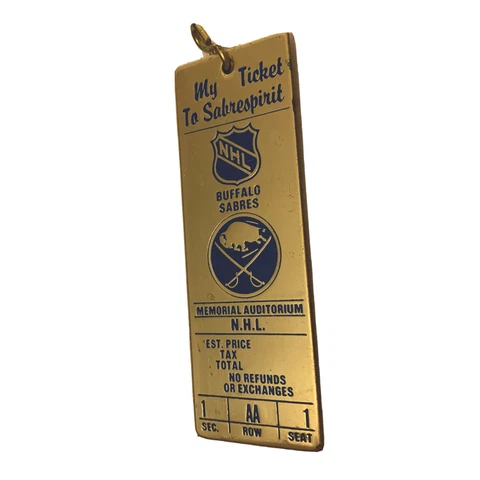 My Ticket
To Sabrespirit
NHL
BUFFALO
SABRES
MEMORIAL AUDITORIUM
N.H.L.
EST. PRICE
TAX
TOTAL
NO REFUNDS
OR EXCHANGES
1 AA 1
SEC. ROW SEAT